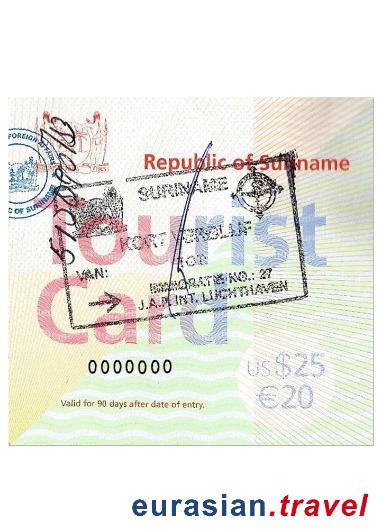 FOREIGN AFFAIRS
IC OF SURINAME
Republic of Suriname
Tourist
Card
SURINAME
KORT VERBLIJF
VAN:
TOT:
IMMIGRATIE NO.: 27
J.A.P. INT. LUCHTHAVEN
0000000
US $25
€20
Valid for 90 days after date of entry.
eurasian.travel